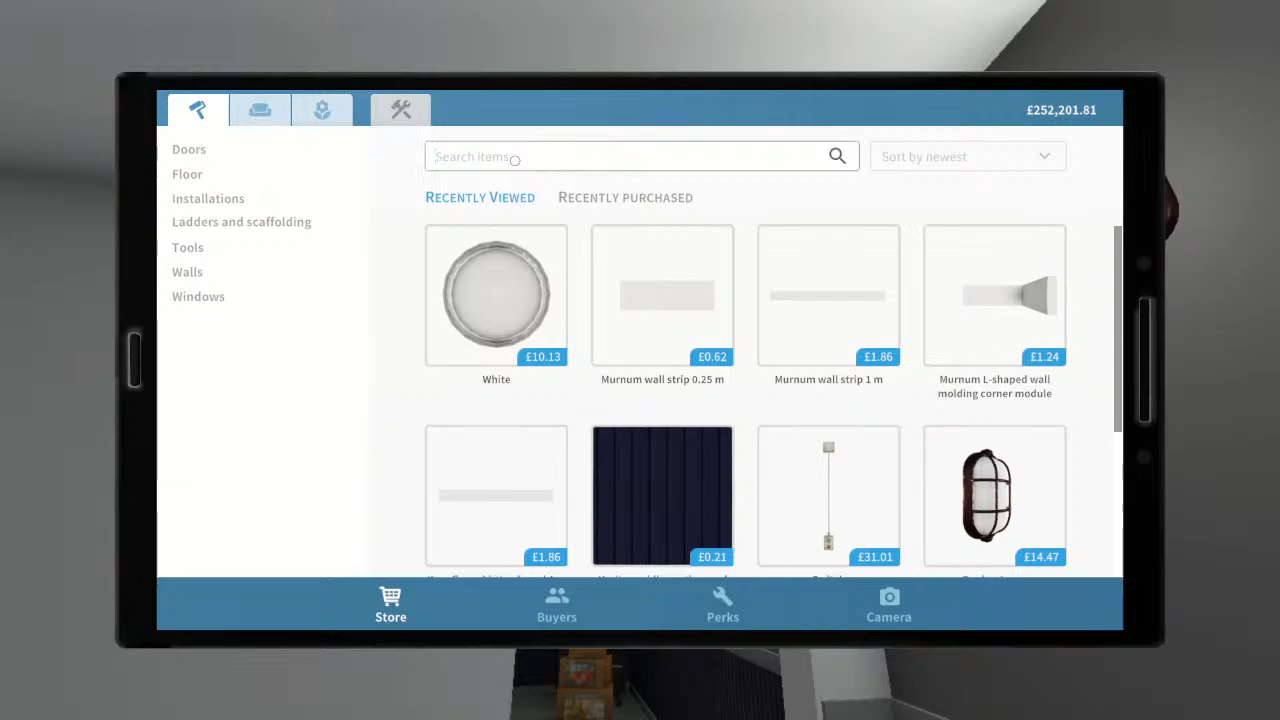 £252,201.81
Doors
Floor
Installations
Ladders and scaffolding
Tools
Walls
Windows
Search items
Sort by newest
RECENTLY VIEWED
RECENTLY PURCHASED
£10.13
£0.62
£1.86
£1.24
White
Murnum wall strip 0.25 m
Murnum wall strip 1 m
Murnum L-shaped wall
molding corner module
£1.86
£0.21
£31.01
£14.47
Store
Buyers
Perks
Camera